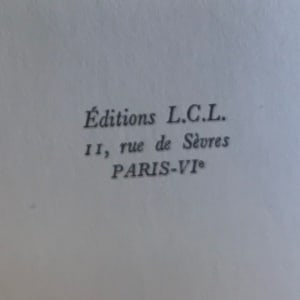 Éditions L.C.L.
11, rue de Sèvres
PARIS-VIᵉ